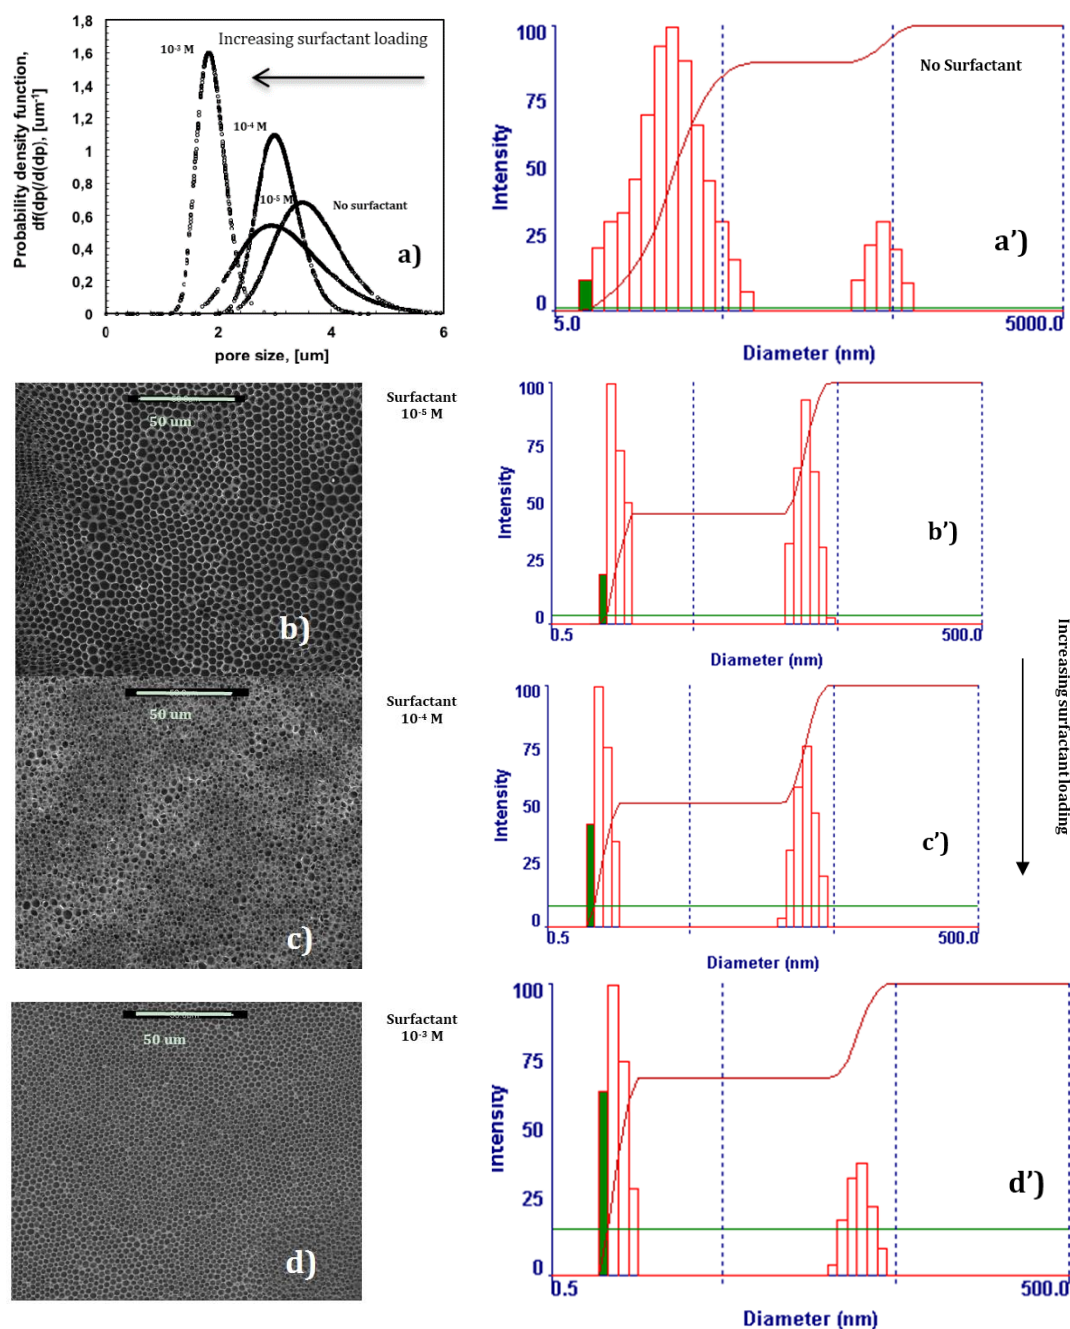 1,8
1,6
1,4
1,2
1
0,8
0,6
0,4
0,2
0
0
2
4
6
Probability density function,
df(dp(/d(dp), [um⁻¹]
pore size, [um]
Increasing surfactant loading
10⁻³ M
10⁻⁴ M
10⁻⁵ M
No surfactant
a)
100
75
50
25
0
5.0
5000.0
Intensity
Diameter (nm)
No Surfactant
a')
50 um
b)
Surfactant
10⁻⁵ M
100
75
50
25
0
0.5
500.0
Intensity
Diameter (nm)
b')
50 um
c)
Surfactant
10⁻⁴ M
100
75
50
25
0
0.5
500.0
Intensity
Diameter (nm)
c')
Increasing surfactant loading
50 um
d)
Surfactant
10⁻³ M
100
75
50
25
0
0.5
500.0
Intensity
Diameter (nm)
d')